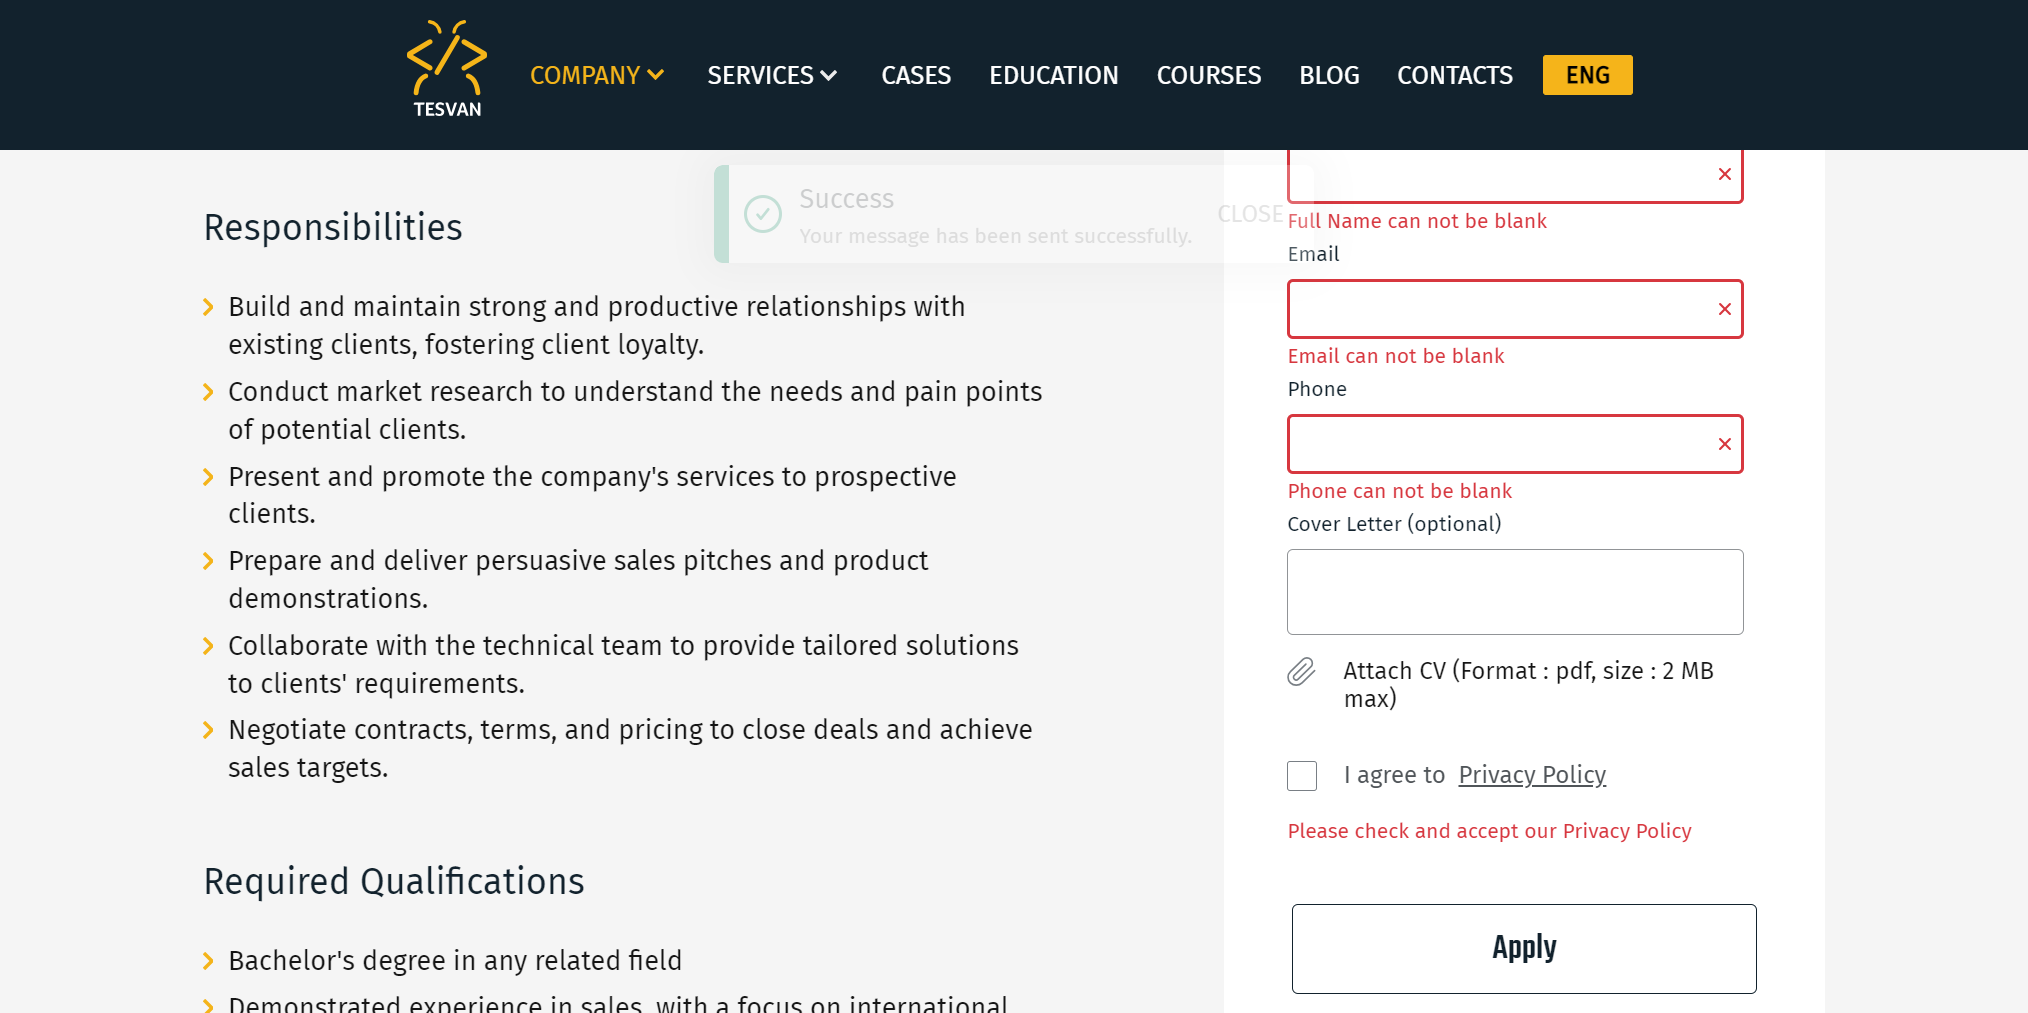 TESVAN
COMPANY
SERVICES
CASES
EDUCATION
COURSES
BLOG
CONTACTS
ENG
Success
Your message has been sent successfully.
CLOSE
Responsibilities
Build and maintain strong and productive relationships with
existing clients, fostering client loyalty.
Conduct market research to understand the needs and pain points
of potential clients.
Present and promote the company's services to prospective
clients.
Prepare and deliver persuasive sales pitches and product
demonstrations.
Collaborate with the technical team to provide tailored solutions
to clients' requirements.
Negotiate contracts, terms, and pricing to close deals and achieve
sales targets.
Required Qualifications
Bachelor's degree in any related field
Demonstrated experience in sales, with a focus on international
Full Name can not be blank
Email
Email can not be blank
Phone
Phone can not be blank
Cover Letter (optional)
Attach CV (Format : pdf, size : 2 MB
max)
I agree to Privacy Policy
Please check and accept our Privacy Policy
Apply